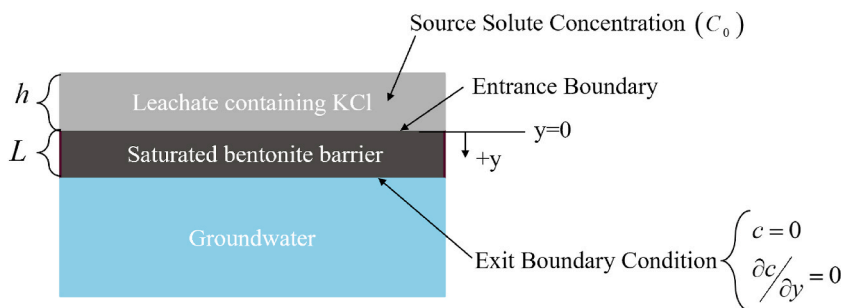 Source Solute Concentration (C₀)
h
Leachate containing KCl
Entrance Boundary
y=0
L
Saturated bentonite barrier
+y
Groundwater
Exit Boundary Condition
c = 0
∂c/∂y = 0